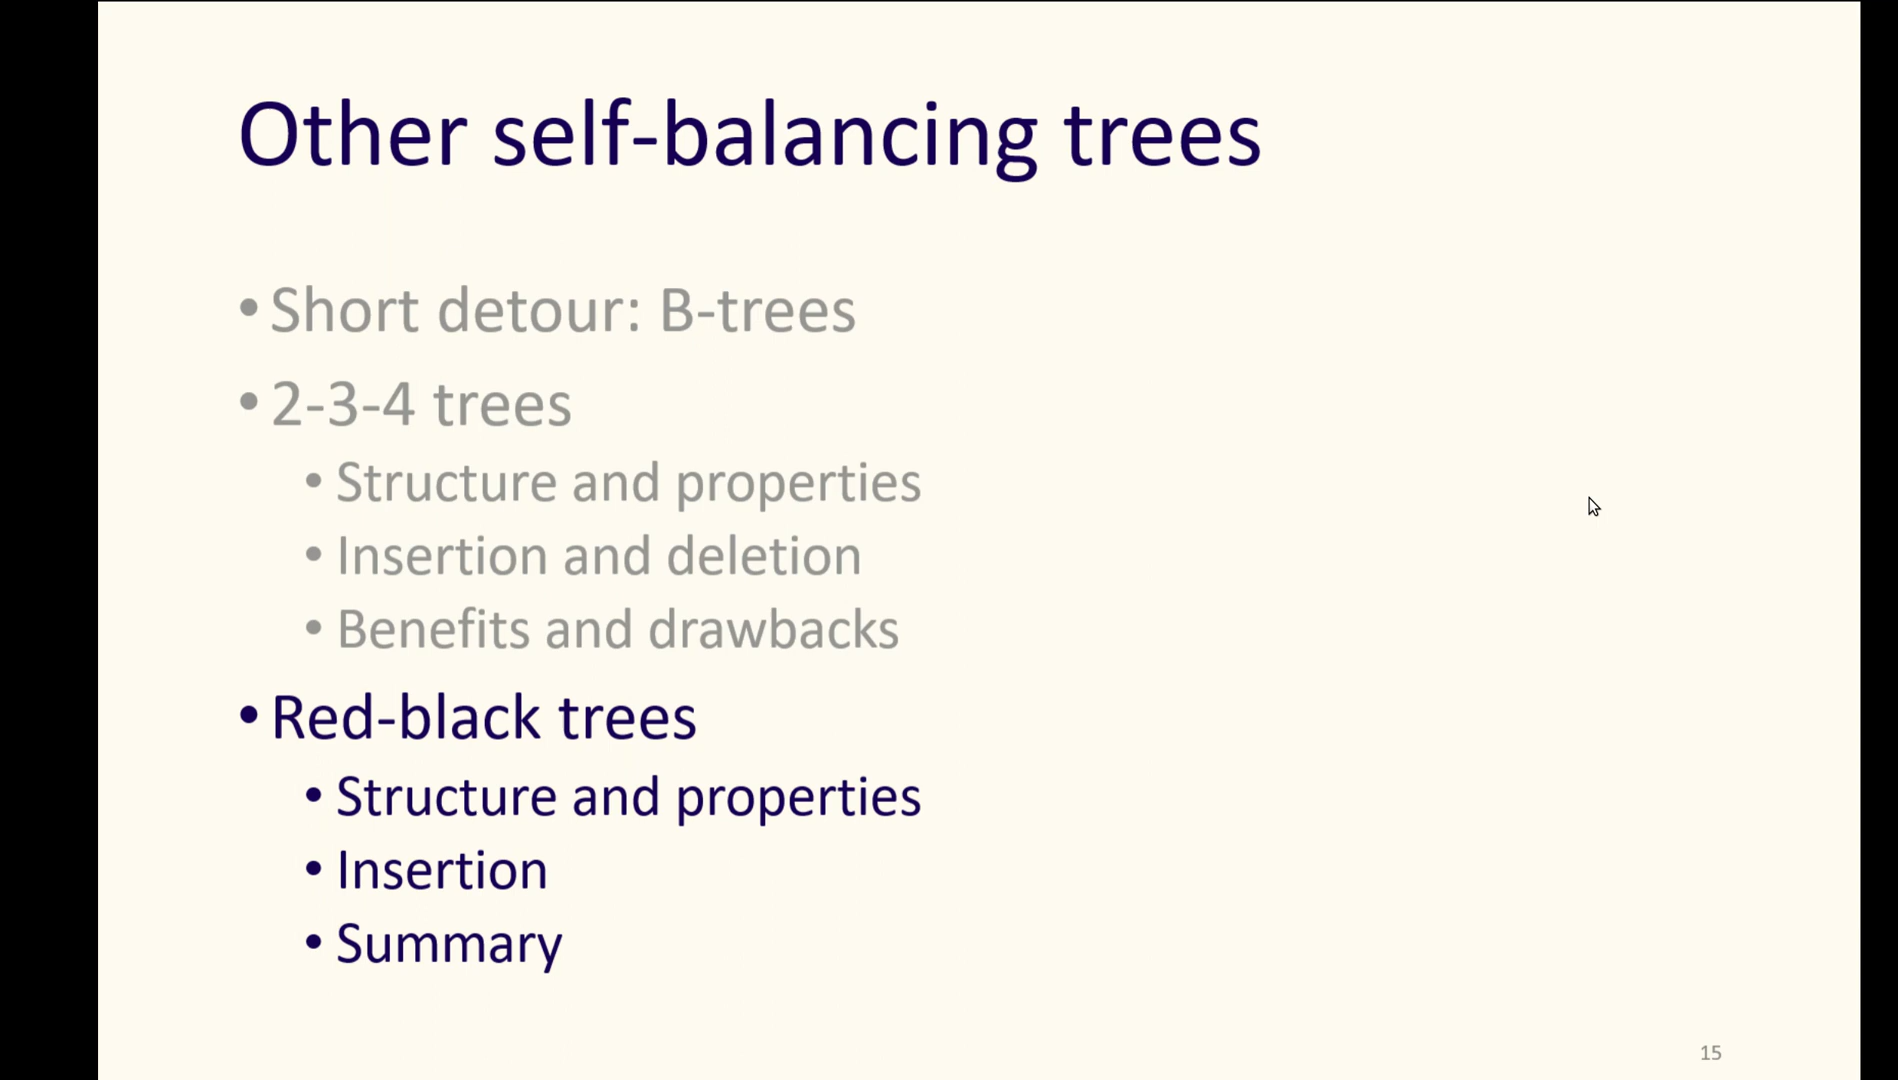 Other self-balancing trees
• Short detour: B-trees
• 2-3-4 trees
• Structure and properties
• Insertion and deletion
• Benefits and drawbacks
• Red-black trees
• Structure and properties
• Insertion
• Summary
15